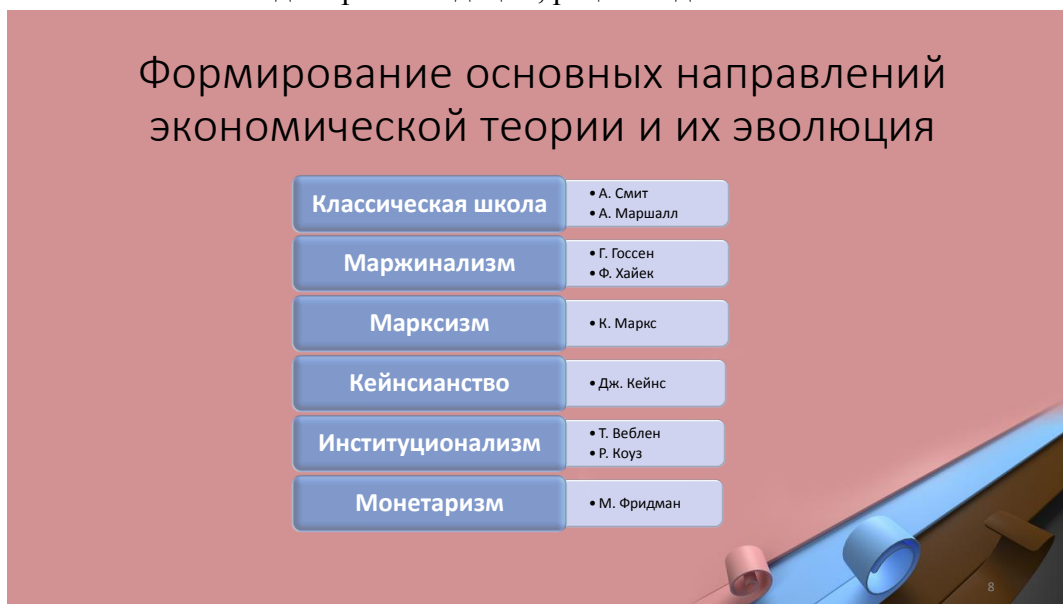 Формирование основных направлений
экономической теории и их эволюция
Классическая школа
• А. Смит
• А. Маршалл
Маржинализм
• Г. Госсен
• Ф. Хайек
Марксизм
• К. Маркс
Кейнсианство
• Дж. Кейнс
Институционализм
• Т. Веблен
• Р. Коуз
Монетаризм
• М. Фридман
8